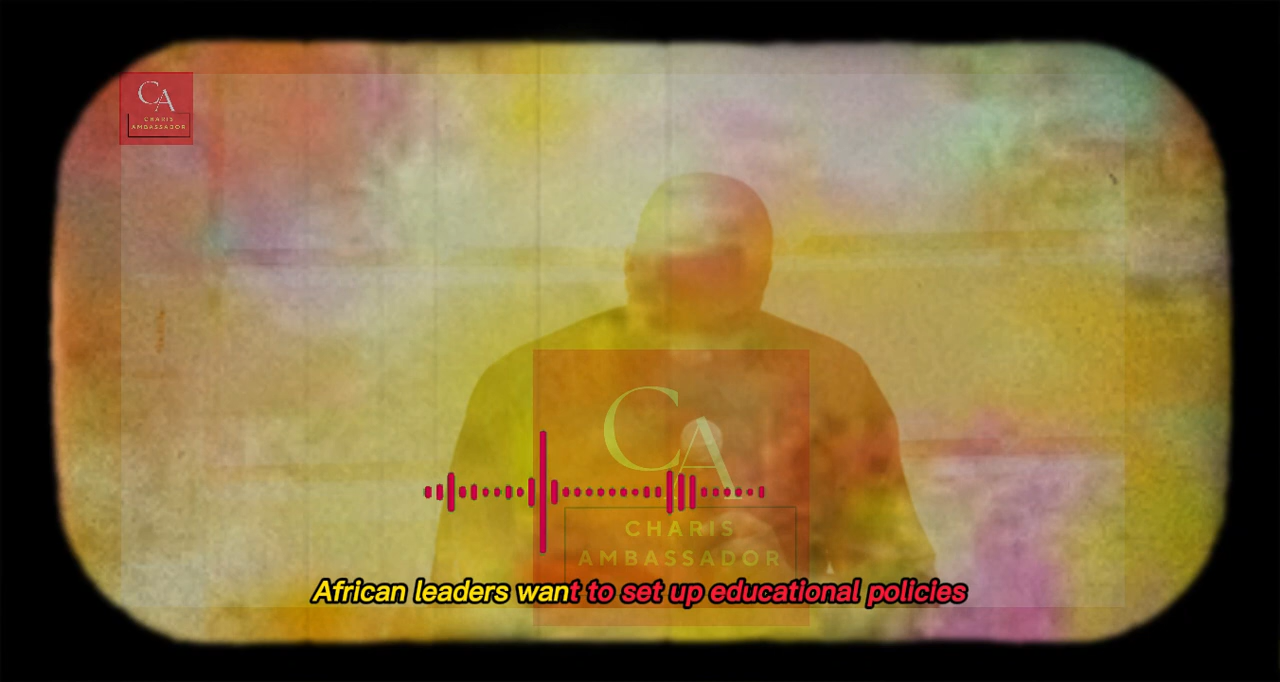 CA
CHARIS
AMBASSADOR
CA
CHARIS
AMBASSADOR
African leaders want to set up educational policies